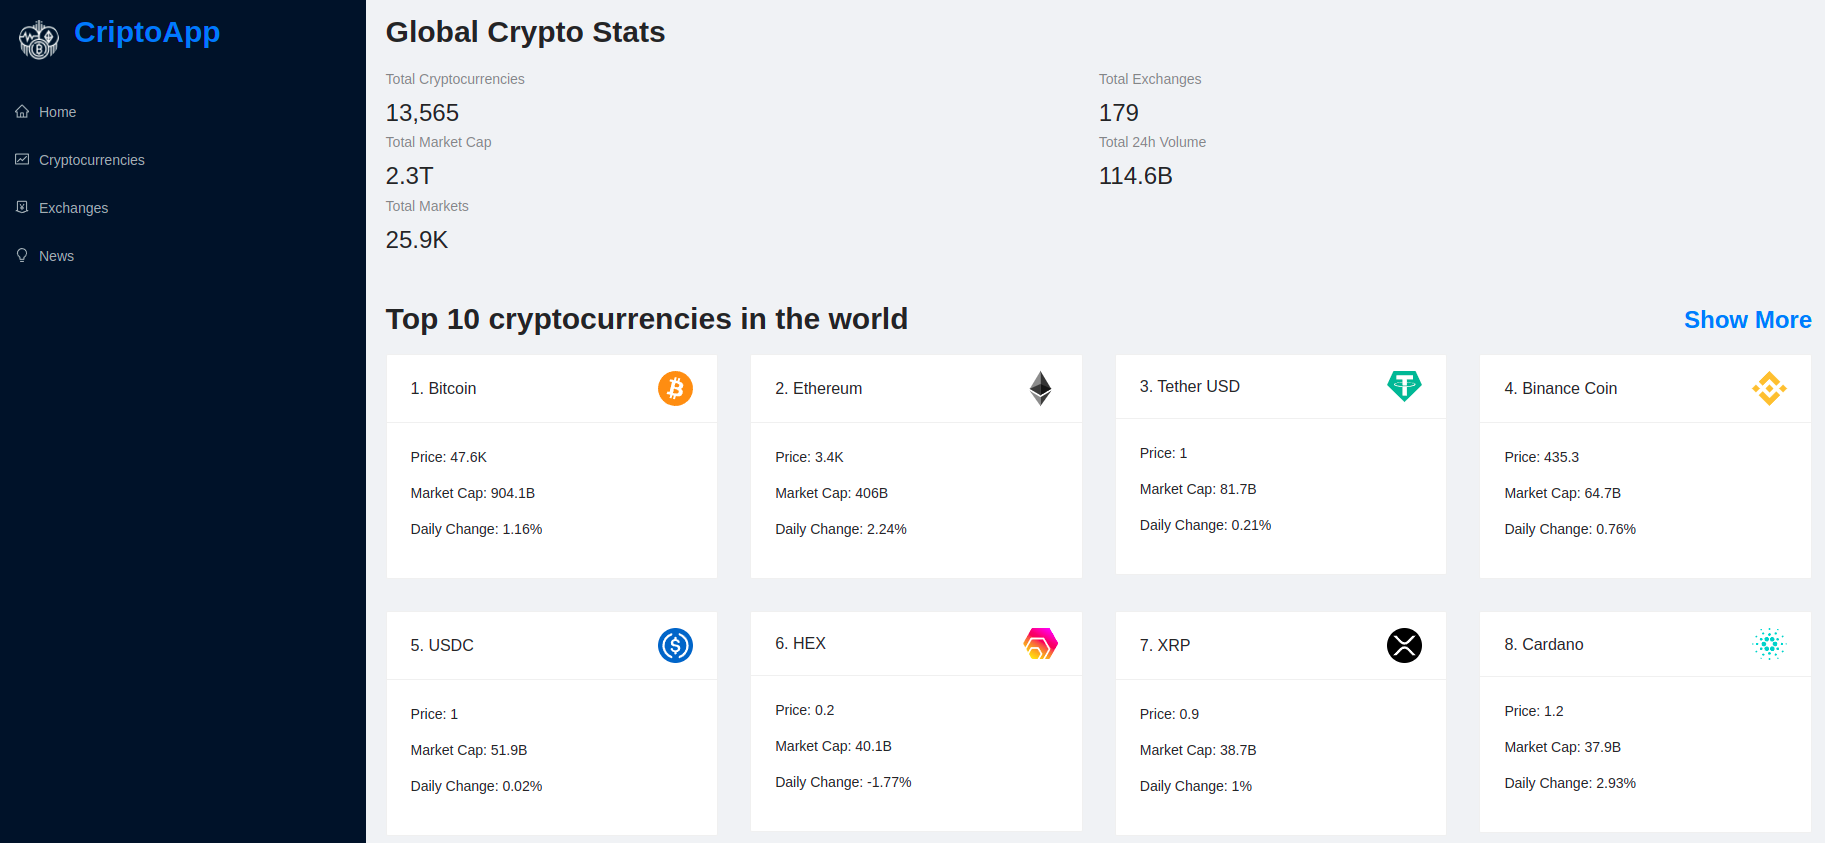 CriptoApp
Home
Cryptocurrencies
Exchanges
News
Global Crypto Stats
Total Cryptocurrencies
13,565
Total Exchanges
179
Total Market Cap
2.3T
Total 24h Volume
114.6B
Total Markets
25.9K
Top 10 cryptocurrencies in the world
Show More
1. Bitcoin
Price: 47.6K
Market Cap: 904.1B
Daily Change: 1.16%
2. Ethereum
Price: 3.4K
Market Cap: 406B
Daily Change: 2.24%
3. Tether USD
Price: 1
Market Cap: 81.7B
Daily Change: 0.21%
4. Binance Coin
Price: 435.3
Market Cap: 64.7B
Daily Change: 0.76%
5. USDC
Price: 1
Market Cap: 51.9B
Daily Change: 0.02%
6. HEX
Price: 0.2
Market Cap: 40.1B
Daily Change: -1.77%
7. XRP
Price: 0.9
Market Cap: 38.7B
Daily Change: 1%
8. Cardano
Price: 1.2
Market Cap: 37.9B
Daily Change: 2.93%